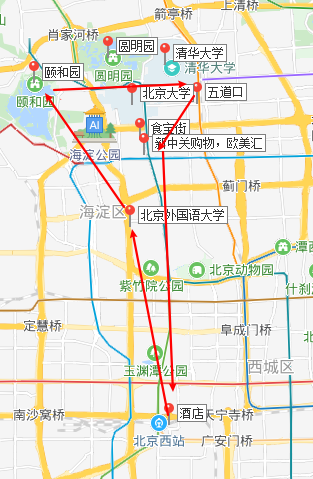 箭亭桥
上清桥
肖家河桥
圆明园
清华大学
颐和园
圆明园
清华大学
颐和园
北京大学
五道口
食宝街
海淀公园
新中关购物，欧美汇
蓟门桥
海淀区
北京外国语大学
北京动物园
紫竹院公园
定慧桥
阜成门桥
玉渊潭公园
西城区
南沙窝桥
酒店
天宁寺桥
北京西站
广安门桥